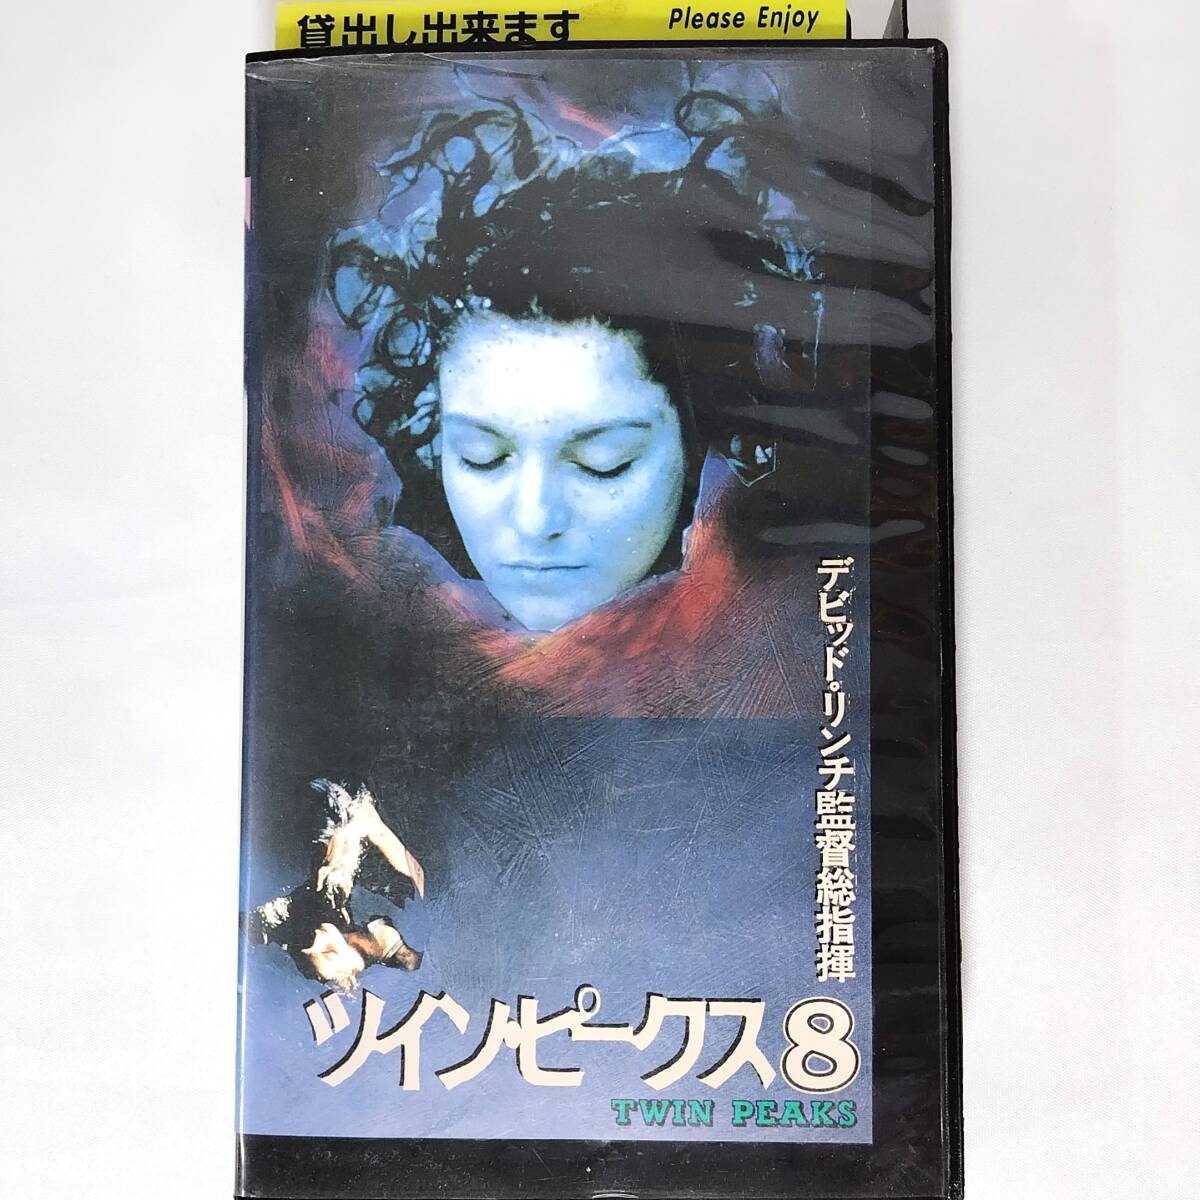 貸出し出来ます
Please Enjoy
デビッド・リンチ監督総指揮
ツイン・ピークス8
TWIN PEAKS